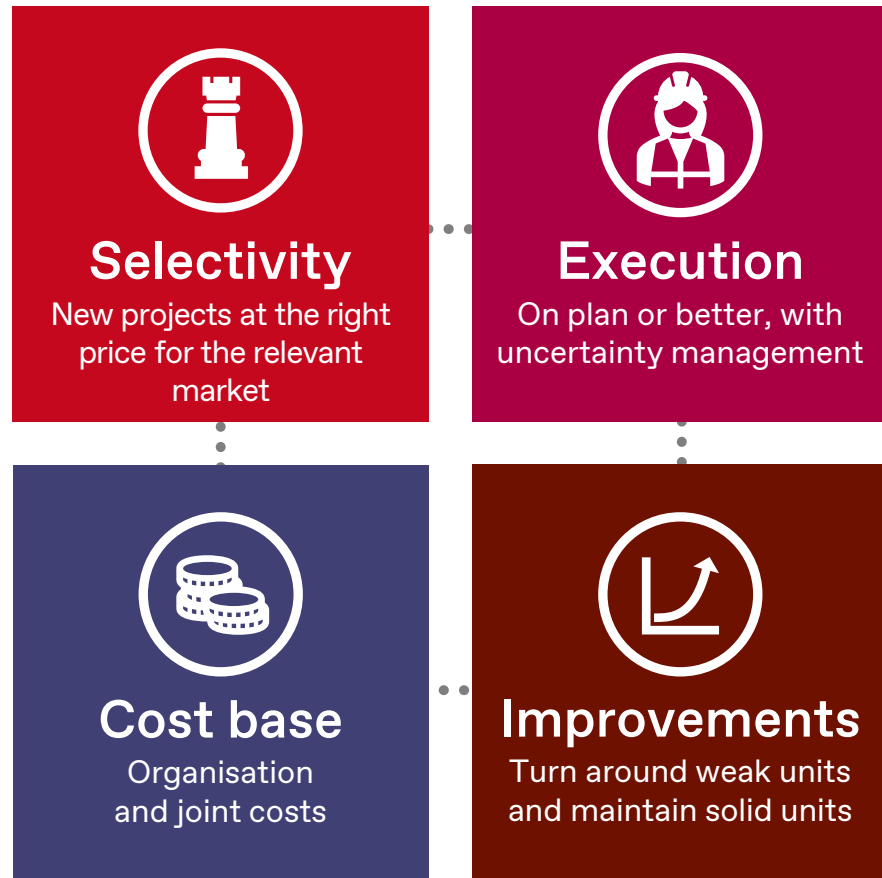 Selectivity
New projects at the right
price for the relevant
market
Execution
On plan or better, with
uncertainty management
Cost base
Organisation
and joint costs
Improvements
Turn around weak units
and maintain solid units